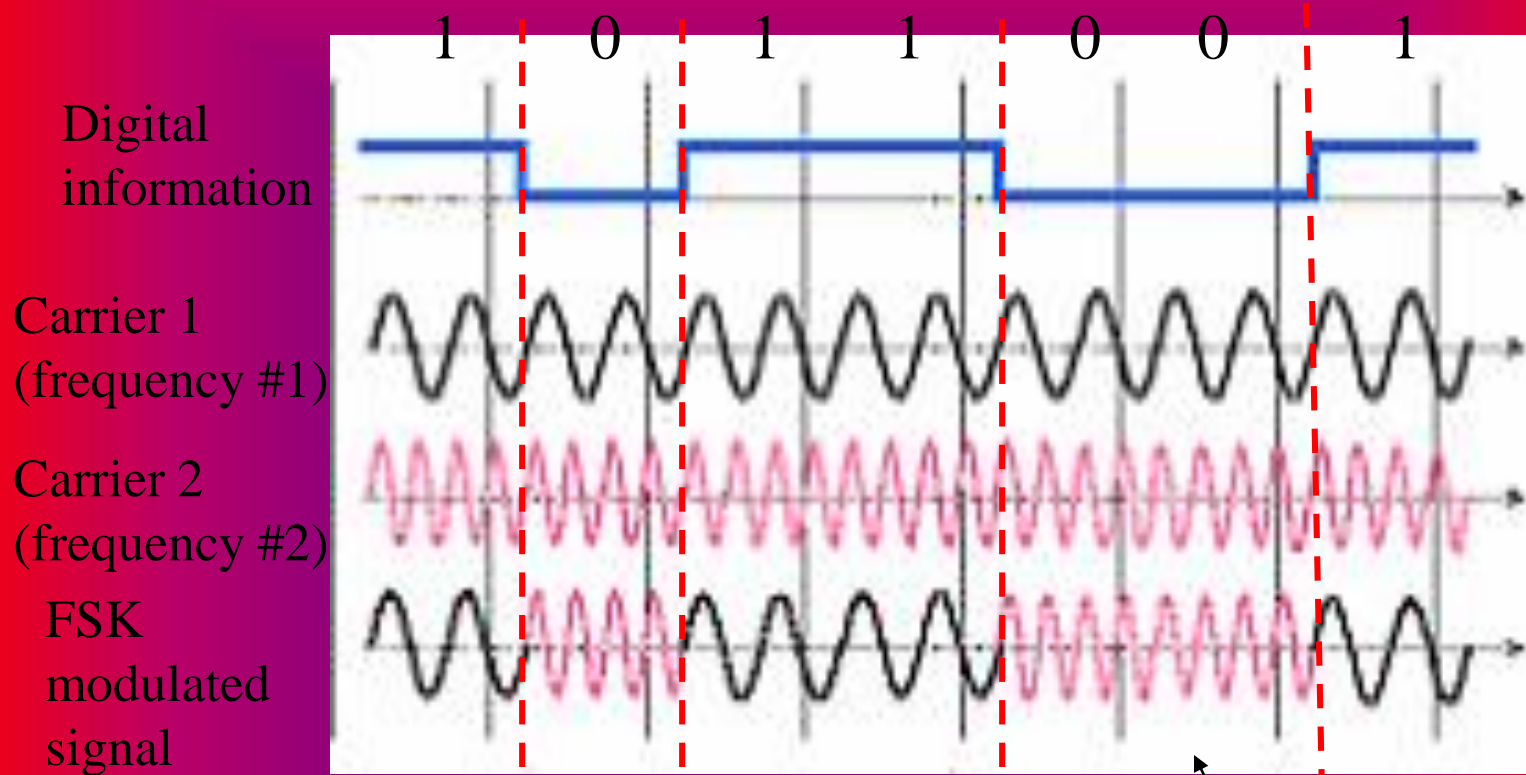 1 0 1 1 0 0 1
Digital
information
Carrier 1
(frequency #1)
Carrier 2
(frequency #2)
FSK
modulated
signal